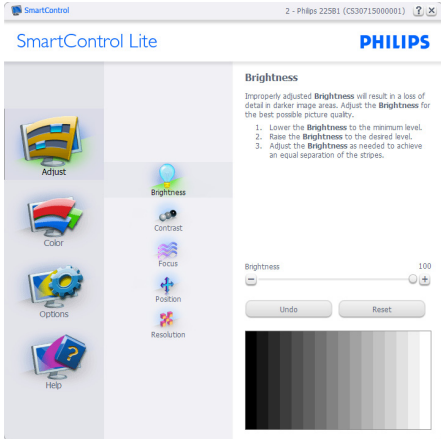 SmartControl
2 - Philips 225B1 (CS30715000001)
? X
SmartControl Lite
PHILIPS
Adjust
Color
Options
Help
Brightness
Contrast
Focus
Position
Resolution
Brightness
Improperly adjusted Brightness will result in a loss of
detail in darker image areas. Adjust the Brightness for
the best possible picture quality.
1. Lower the Brightness to the minimum level.
2. Raise the Brightness to the desired level.
3. Adjust the Brightness as needed to achieve
an equal separation of the stripes.
Brightness 100
Undo Reset